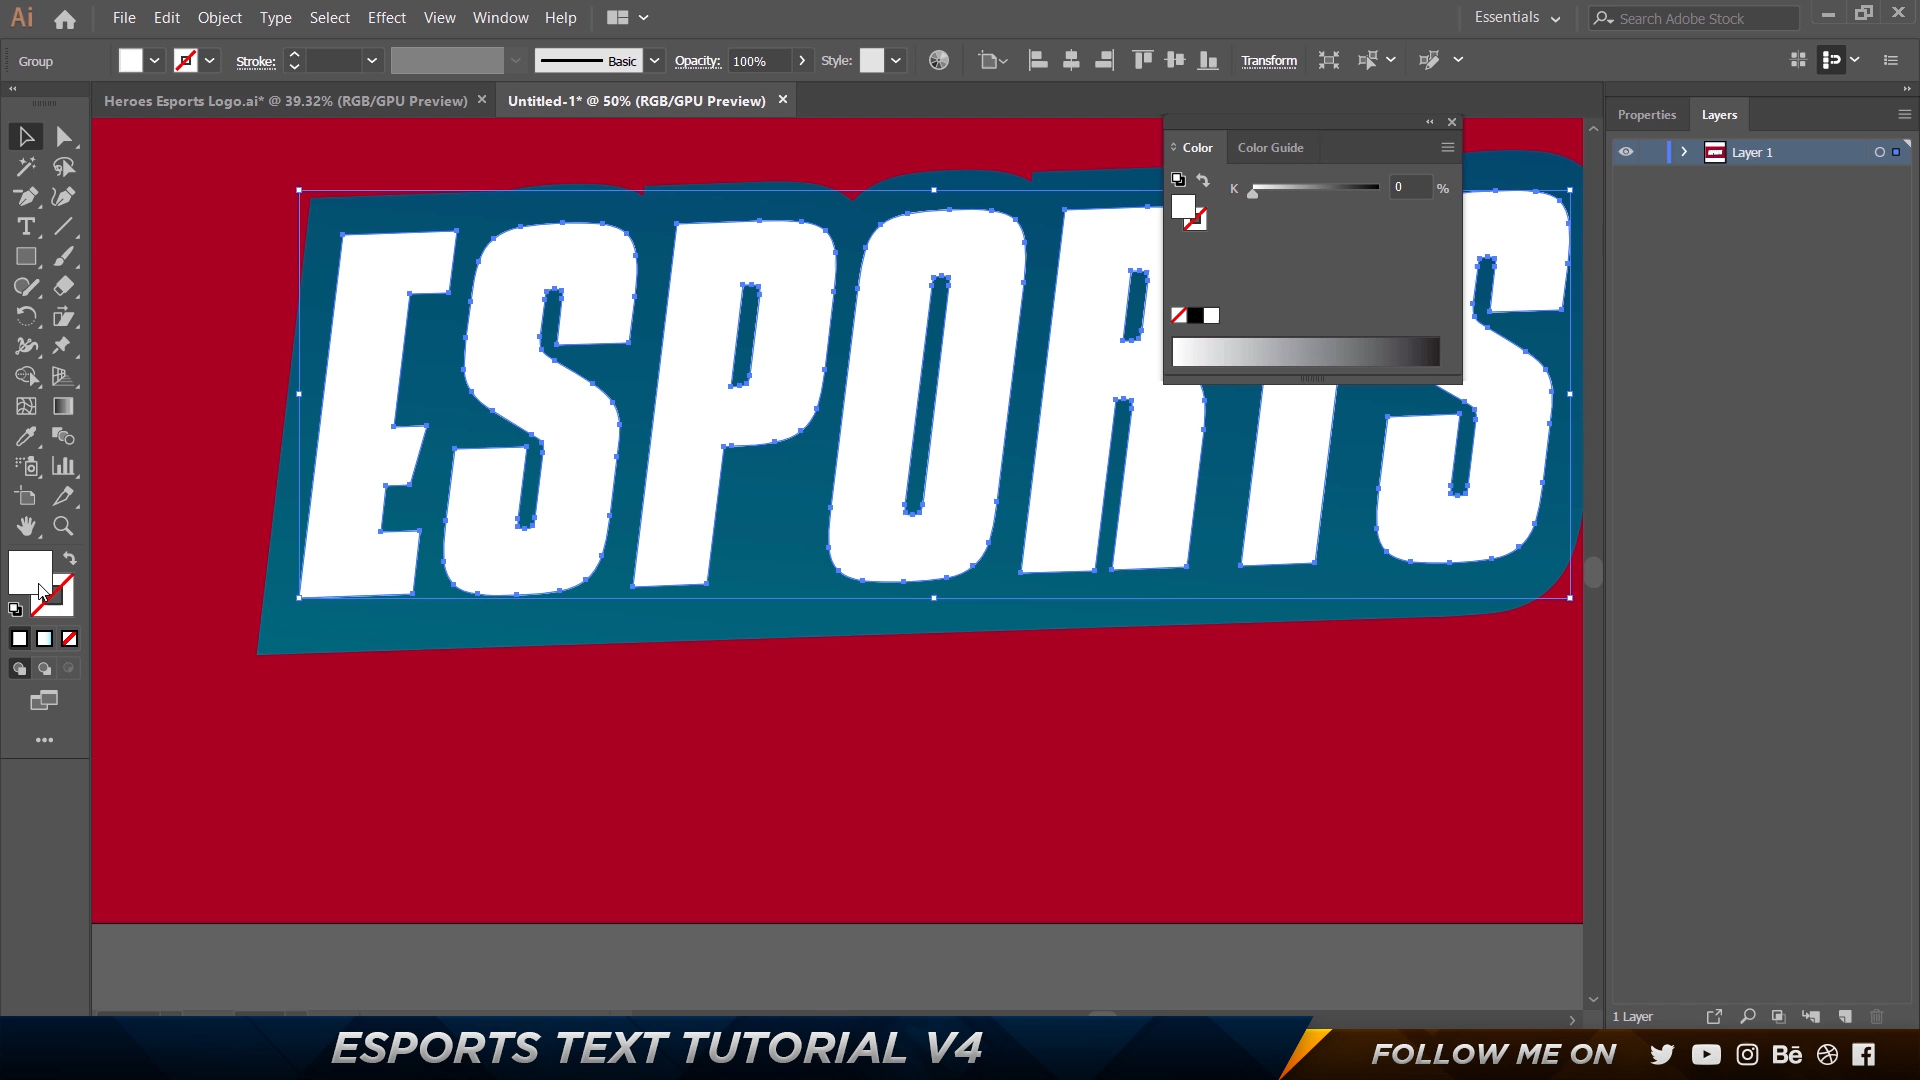 Ai File Edit Object Type Select Effect View Window Help Essentials Search Adobe Stock
Group Stroke: Basic Opacity: 100% Style: Transform
Heroes Esports Logo.ai* @ 39.32% (RGB/GPU Preview) Untitled-1* @ 50% (RGB/GPU Preview)
Properties Layers
Color Color Guide
Layer 1
K 0 %
ESPORTS
1 Layer
ESPORTS TEXT TUTORIAL V4
FOLLOW ME ON Bē